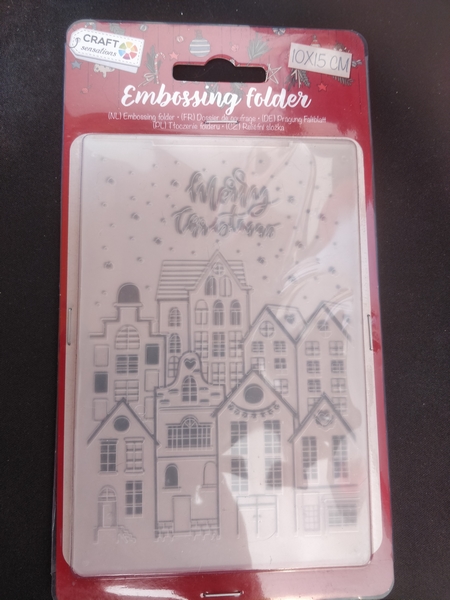 CRAFT
sensations
10X15 CM
Embossing folder
(NL) Embossing folder • (FR) Dossier de gaufrage • (DE) Prägung Faltblatt
(PL) Tłoczenie folderu • (CZ) Reliéfní složka
Merry
Christmas